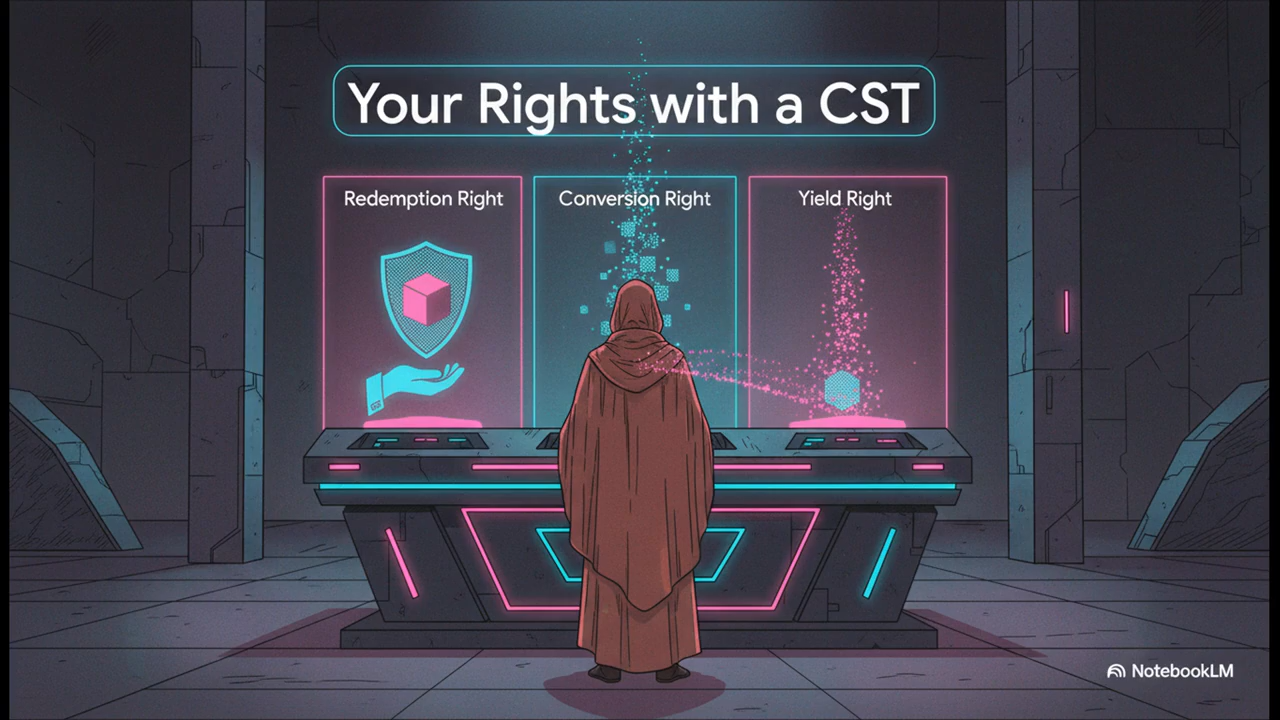 Your Rights with a CST
Redemption Right
Conversion Right
Yield Right
NotebookLM